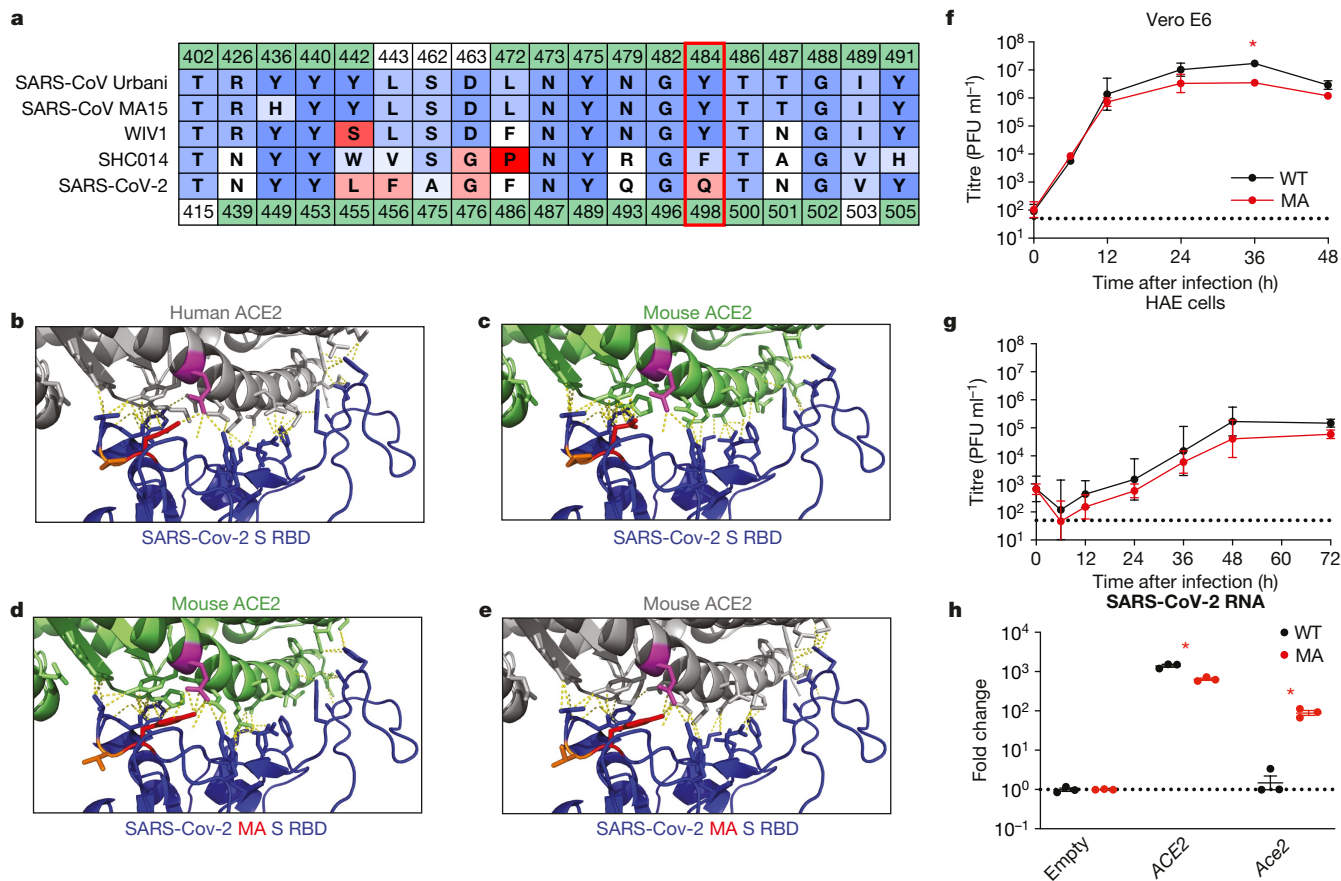 a
402 426 436 440 442 443 462 463 472 473 475 479 482 484 486 487 488 489 491
SARS-CoV Urbani T R Y Y Y L S D L N Y N G Y T T G I Y
SARS-CoV MA15 T R H Y Y L S D L N Y N G Y T T G I Y
WIV1 T R Y Y S L S D F N Y N G Y T N G I Y
SHC014 T N Y Y W V S G P N Y R G F T A G V H
SARS-CoV-2 T N Y Y L F A G F N Y Q G Q T N G V Y
415 439 449 453 455 456 475 476 486 487 489 493 496 498 500 501 502 503 505
b
Human ACE2
SARS-Cov-2 S RBD
c
Mouse ACE2
SARS-Cov-2 S RBD
d
Mouse ACE2
SARS-Cov-2 MA S RBD
e
Mouse ACE2
SARS-Cov-2 MA S RBD
f
Vero E6
Titre (PFU ml⁻¹)
10⁸
10⁷
10⁶
10⁵
10⁴
10³
10²
10¹
*
WT
MA
0 12 24 36 48
Time after infection (h)
g
HAE cells
Titre (PFU ml⁻¹)
10⁸
10⁷
10⁶
10⁵
10⁴
10³
10²
10¹
0 12 24 36 48 60 72
Time after infection (h)
h
SARS-CoV-2 RNA
Fold change
10⁴
10³
10²
10¹
10⁰
10⁻¹
*
*
WT
MA
Empty
ACE2
Ace2